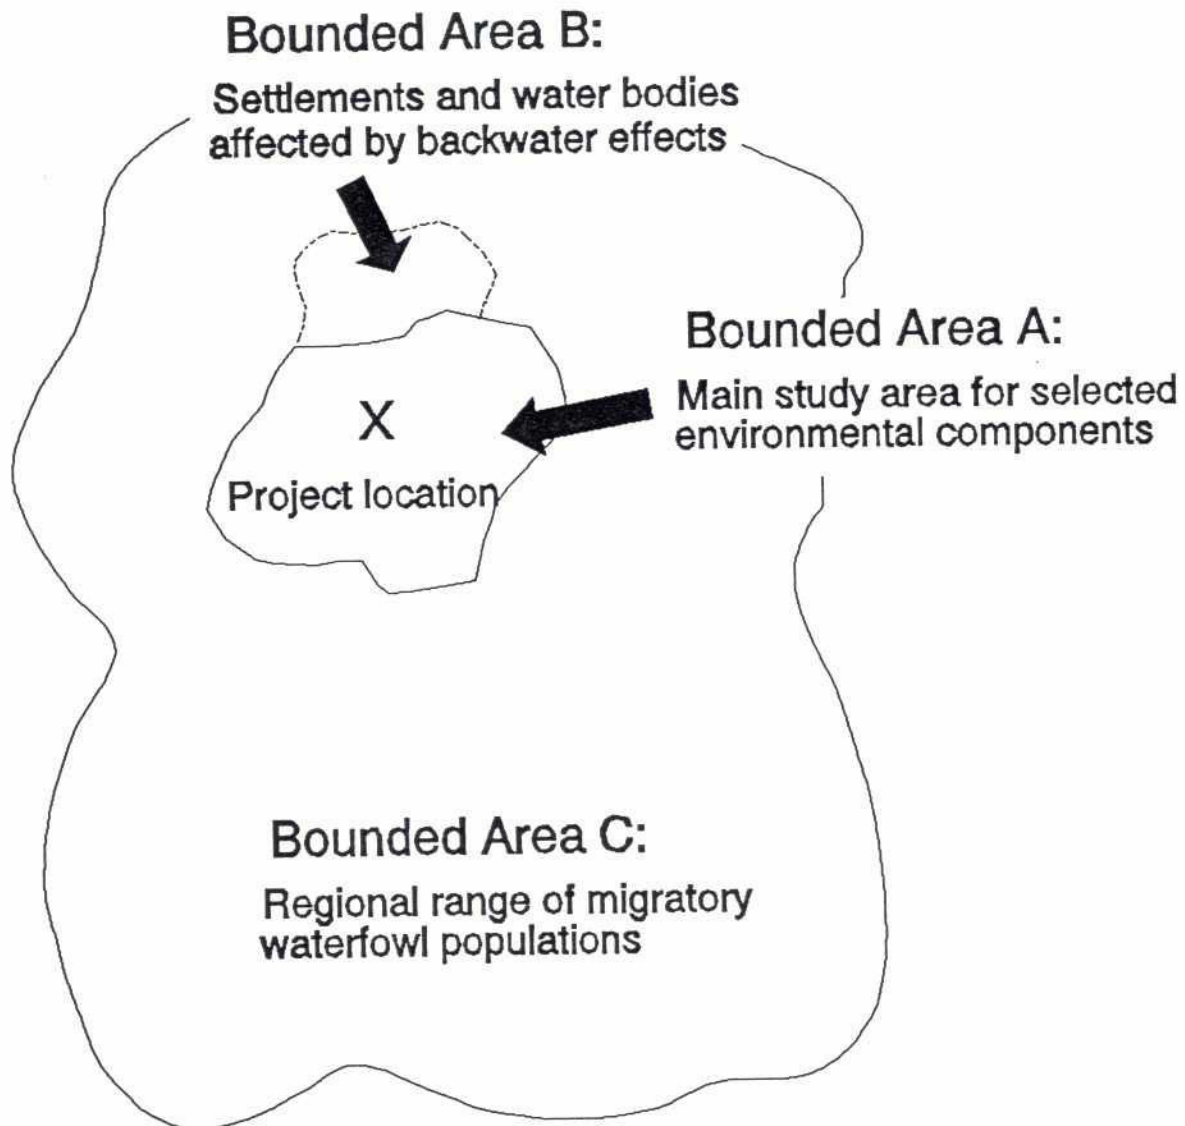 Bounded Area B:
Settlements and water bodies
affected by backwater effects
Bounded Area A:
Main study area for selected
environmental components
X
Project location
Bounded Area C:
Regional range of migratory
waterfowl populations